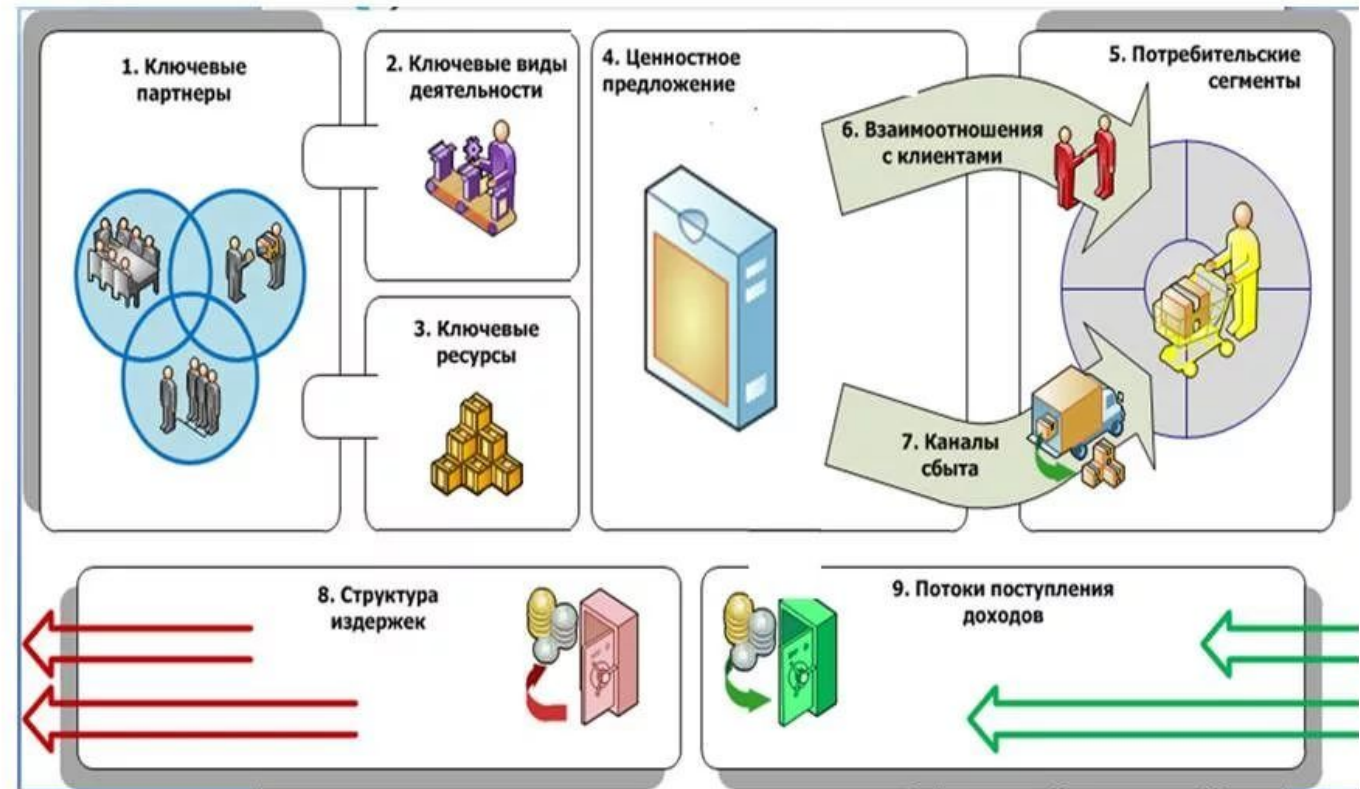 1. Ключевые
партнеры
2. Ключевые виды
деятельности
3. Ключевые
ресурсы
4. Ценностное
предложение
5. Потребительские
сегменты
6. Взаимоотношения
с клиентами
7. Каналы
сбыта
8. Структура
издержек
9. Потоки поступления
доходов